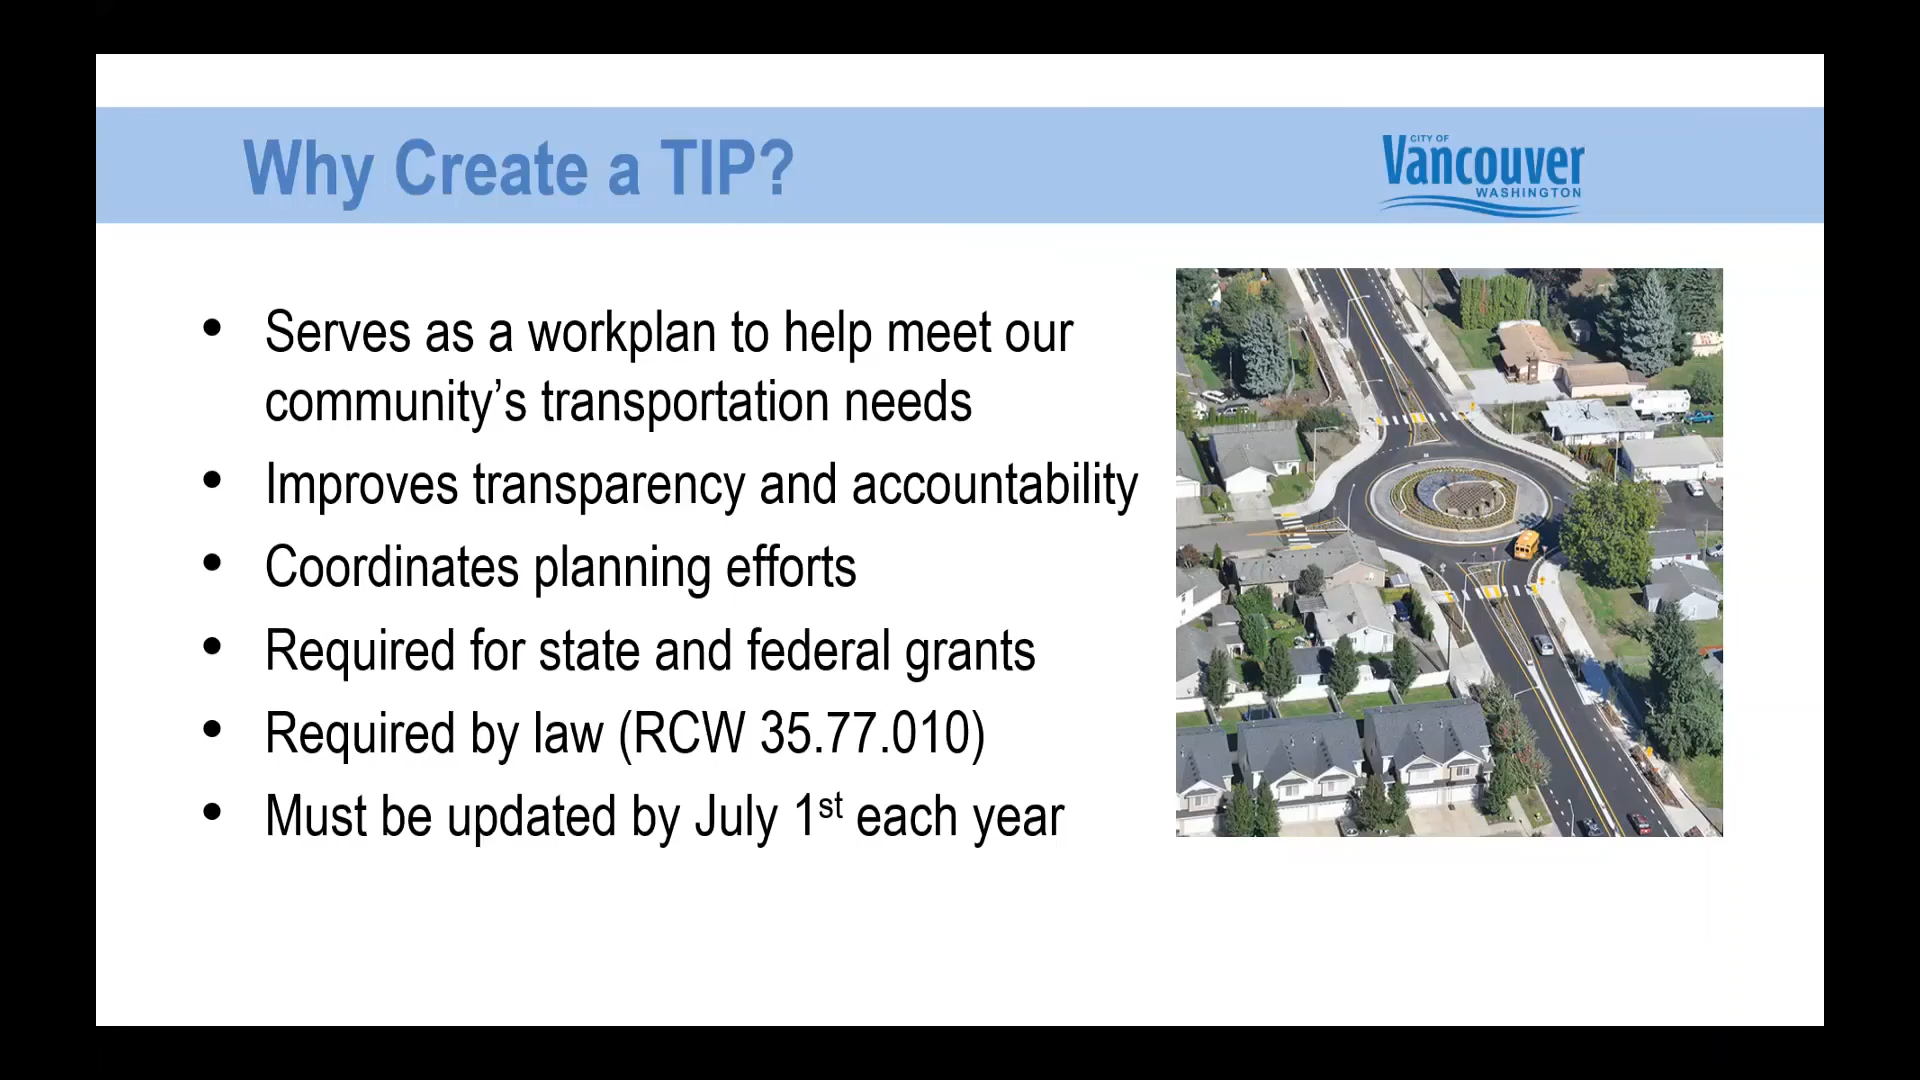 Why Create a TIP?
CITY OF
Vancouver
WASHINGTON
• Serves as a workplan to help meet our
community’s transportation needs
• Improves transparency and accountability
• Coordinates planning efforts
• Required for state and federal grants
• Required by law (RCW 35.77.010)
• Must be updated by July 1st each year